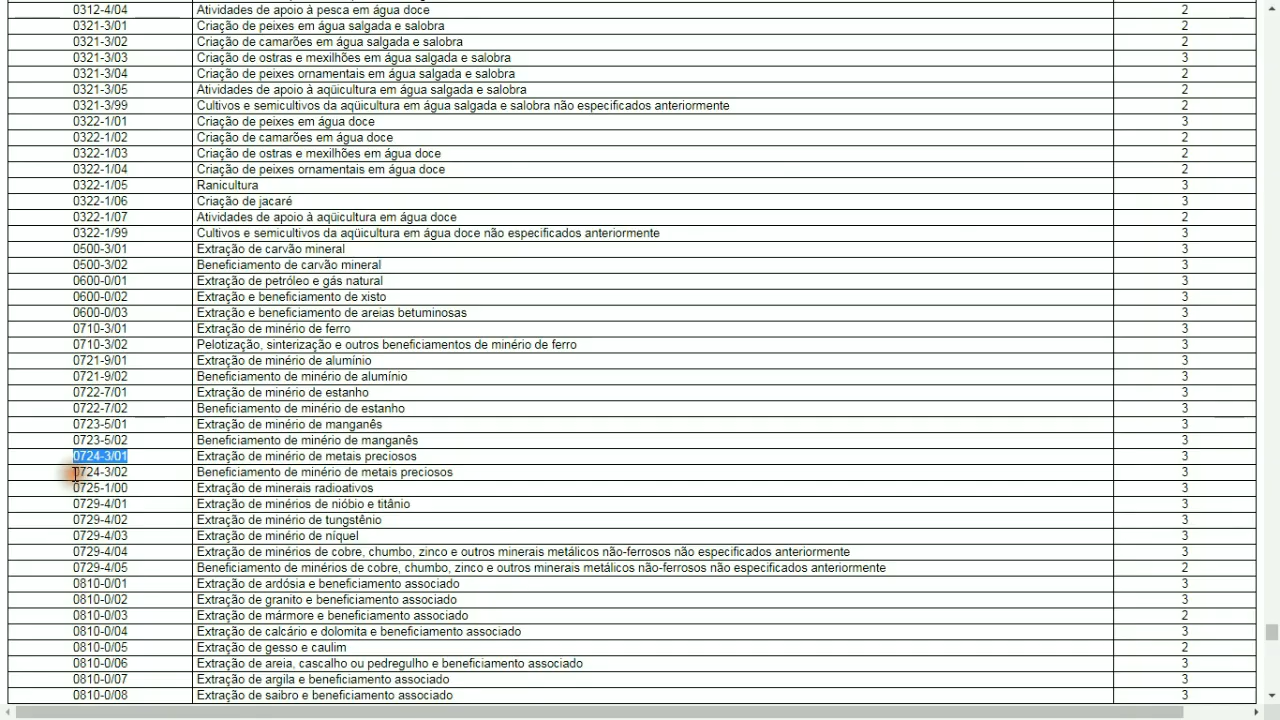 0312-4/04 Atividades de apoio à pesca em água doce 2
0321-3/01 Criação de peixes em água salgada e salobra 2
0321-3/02 Criação de camarões em água salgada e salobra 2
0321-3/03 Criação de ostras e mexilhões em água salgada e salobra 3
0321-3/04 Criação de peixes ornamentais em água salgada e salobra 2
0321-3/05 Atividades de apoio à aqüicultura em água salgada e salobra 2
0321-3/99 Cultivos e semicultivos da aqüicultura em água salgada e salobra não especificados anteriormente 2
0322-1/01 Criação de peixes em água doce 3
0322-1/02 Criação de camarões em água doce 2
0322-1/03 Criação de ostras e mexilhões em água doce 2
0322-1/04 Criação de peixes ornamentais em água doce 2
0322-1/05 Ranicultura 3
0322-1/06 Criação de jacaré 3
0322-1/07 Atividades de apoio à aqüicultura em água doce 2
0322-1/99 Cultivos e semicultivos da aqüicultura em água doce não especificados anteriormente 3
0500-3/01 Extração de carvão mineral 3
0500-3/02 Beneficiamento de carvão mineral 3
0600-0/01 Extração de petróleo e gás natural 3
0600-0/02 Extração e beneficiamento de xisto 3
0600-0/03 Extração e beneficiamento de areias betuminosas 3
0710-3/01 Extração de minério de ferro 3
0710-3/02 Pelotização, sinterização e outros beneficiamentos de minério de ferro 3
0721-9/01 Extração de minério de alumínio 3
0721-9/02 Beneficiamento de minério de alumínio 3
0722-7/01 Extração de minério de estanho 3
0722-7/02 Beneficiamento de minério de estanho 3
0723-5/01 Extração de minério de manganês 3
0723-5/02 Beneficiamento de minério de manganês 3
0724-3/01 Extração de minério de metais preciosos 3
0724-3/02 Beneficiamento de minério de metais preciosos 3
0725-1/00 Extração de minerais radioativos 3
0729-4/01 Extração de minérios de nióbio e titânio 3
0729-4/02 Extração de minério de tungstênio 3
0729-4/03 Extração de minério de níquel 3
0729-4/04 Extração de minérios de cobre, chumbo, zinco e outros minerais metálicos não-ferrosos não especificados anteriormente 3
0729-4/05 Beneficiamento de minérios de cobre, chumbo, zinco e outros minerais metálicos não-ferrosos não especificados anteriormente 2
0810-0/01 Extração de ardósia e beneficiamento associado 3
0810-0/02 Extração de granito e beneficiamento associado 3
0810-0/03 Extração de mármore e beneficiamento associado 2
0810-0/04 Extração de calcário e dolomita e beneficiamento associado 3
0810-0/05 Extração de gesso e caulim 2
0810-0/06 Extração de areia, cascalho ou pedregulho e beneficiamento associado 3
0810-0/07 Extração de argila e beneficiamento associado 3
0810-0/08 Extração de saibro e beneficiamento associado 3